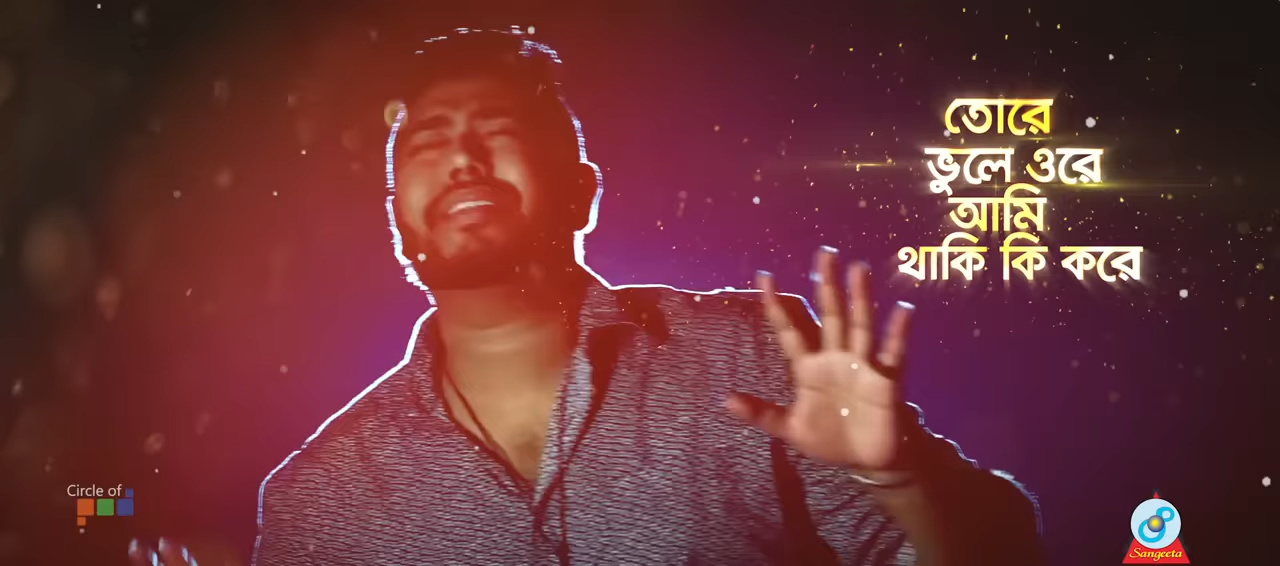 তোরে
ভুলে ওরে
আমি
থাকি কি করে
Circle of
Sangeeta